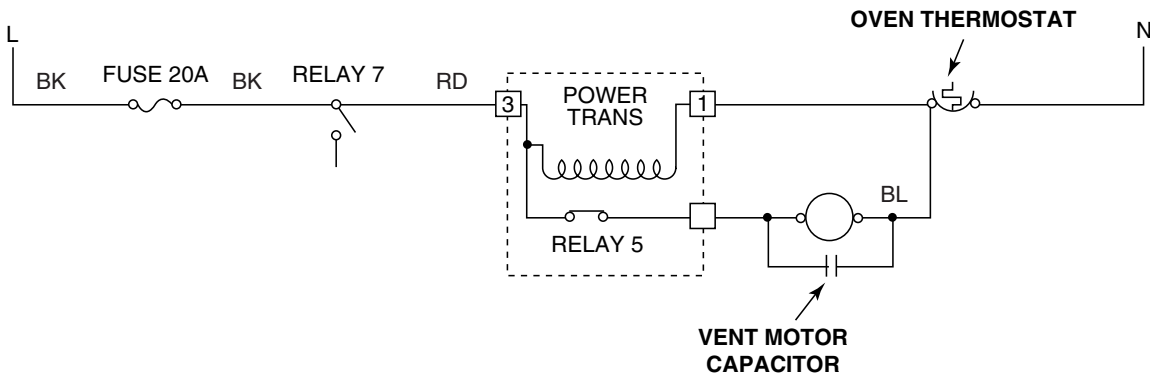 OVEN THERMOSTAT
L
N
BK
FUSE 20A
BK
RELAY 7
RD
3
POWER
TRANS
1
BL
RELAY 5
VENT MOTOR
CAPACITOR